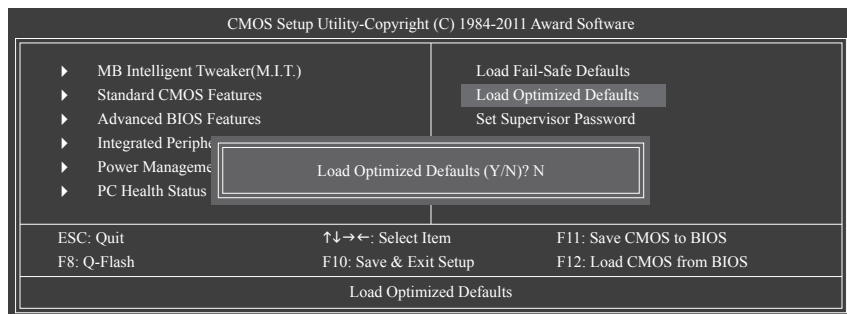 CMOS Setup Utility-Copyright (C) 1984-2011 Award Software
MB Intelligent Tweaker(M.I.T.)
Standard CMOS Features
Advanced BIOS Features
Integrated Periphe
Power Manageme
PC Health Status
Load Fail-Safe Defaults
Load Optimized Defaults
Set Supervisor Password
Load Optimized Defaults (Y/N)? N
ESC: Quit ↑↓→←: Select Item F11: Save CMOS to BIOS
F8: Q-Flash F10: Save & Exit Setup F12: Load CMOS from BIOS
Load Optimized Defaults